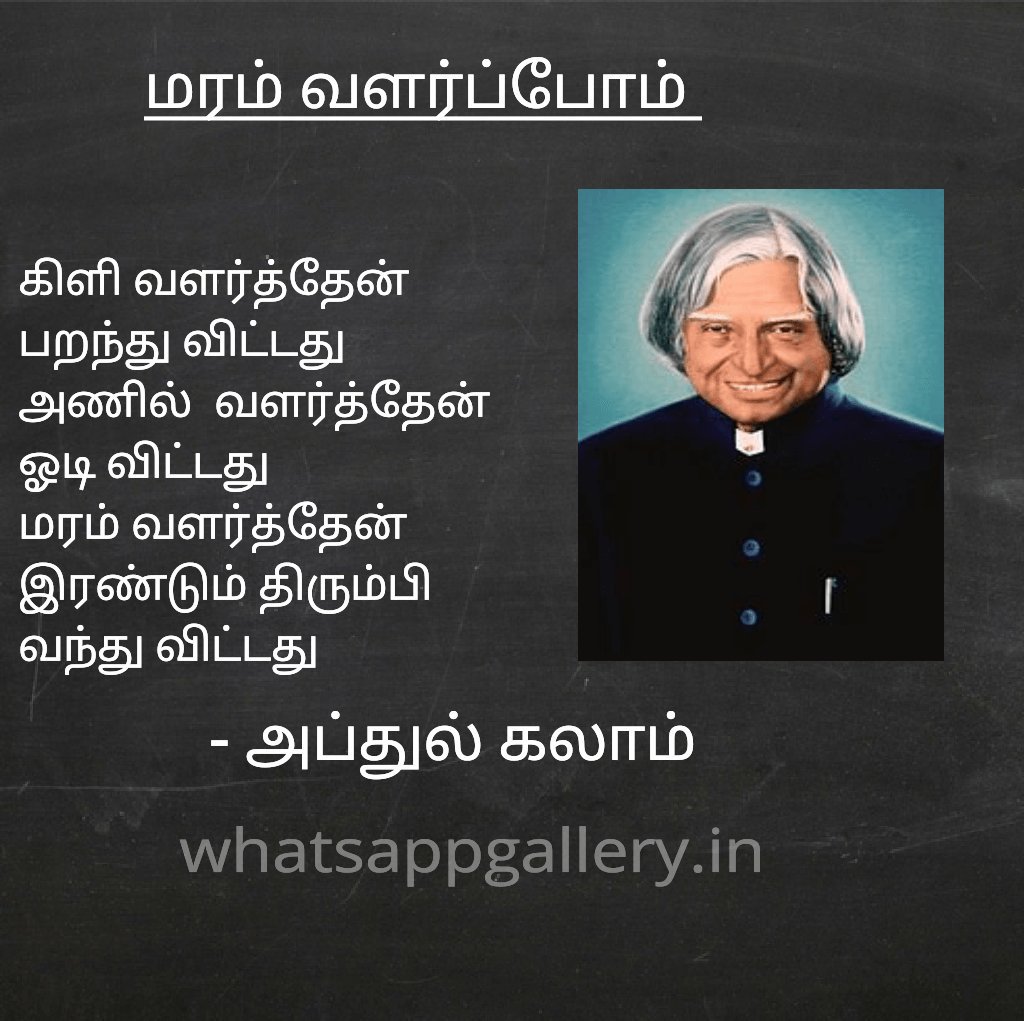 மரம் வளர்ப்போம்
கிளி வளர்த்தேன்
பறந்து விட்டது
அணில் வளர்த்தேன்
ஓடி விட்டது
மரம் வளர்த்தேன்
இரண்டும் திரும்பி
வந்து விட்டது
- அப்துல் கலாம்
whatsappgallery.in